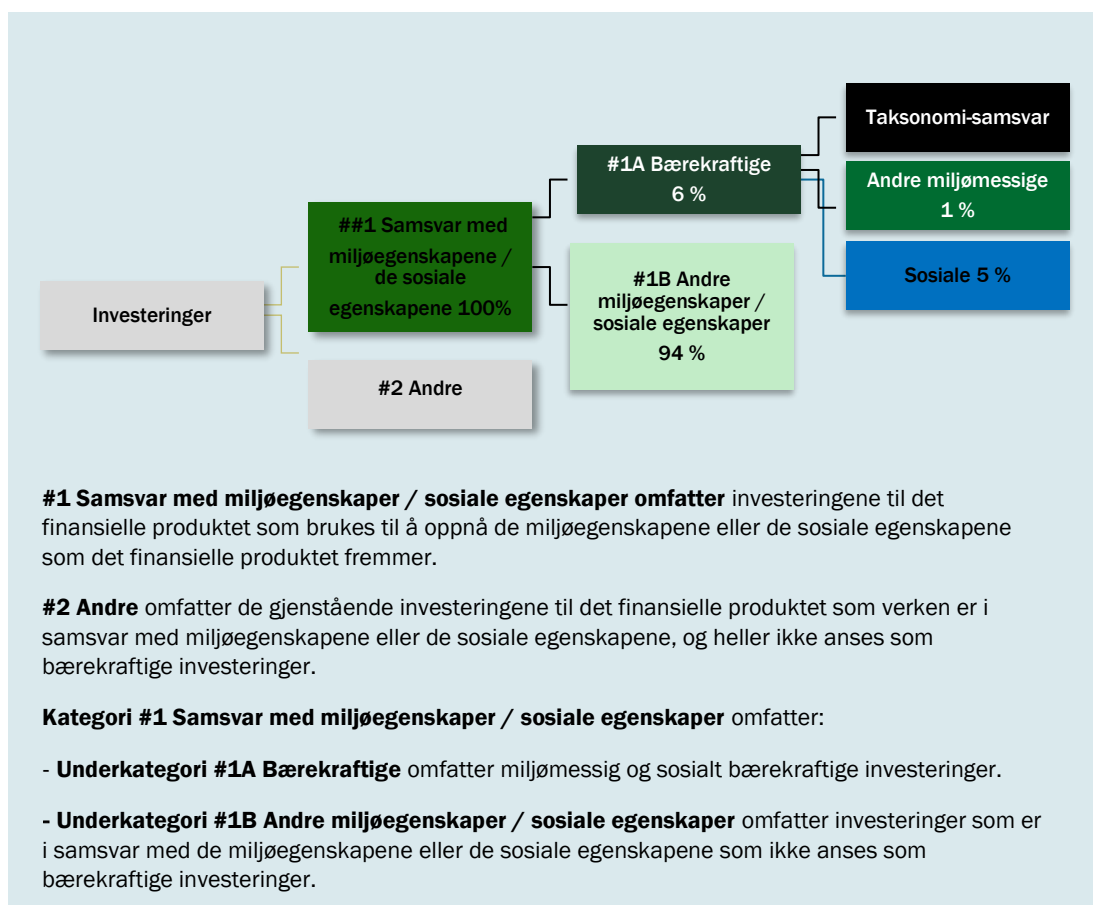 Investeringer
##1 Samsvar med
miljøegenskapene /
de sosiale
egenskapene 100%
#2 Andre
#1A Bærekraftige
6 %
#1B Andre
miljøegenskaper /
sosiale egenskaper
94 %
Taksonomi-samsvar
Andre miljømessige
1 %
Sosiale 5 %
#1 Samsvar med miljøegenskaper / sosiale egenskaper omfatter investeringene til det
finansielle produktet som brukes til å oppnå de miljøegenskapene eller de sosiale egenskapene
som det finansielle produktet fremmer.
#2 Andre omfatter de gjenstående investeringene til det finansielle produktet som verken er i
samsvar med miljøegenskapene eller de sosiale egenskapene, og heller ikke anses som
bærekraftige investeringer.
Kategori #1 Samsvar med miljøegenskaper / sosiale egenskaper omfatter:
- Underkategori #1A Bærekraftige omfatter miljømessig og sosialt bærekraftige investeringer.
- Underkategori #1B Andre miljøegenskaper / sosiale egenskaper omfatter investeringer som er
i samsvar med de miljøegenskapene eller de sosiale egenskapene som ikke anses som
bærekraftige investeringer.